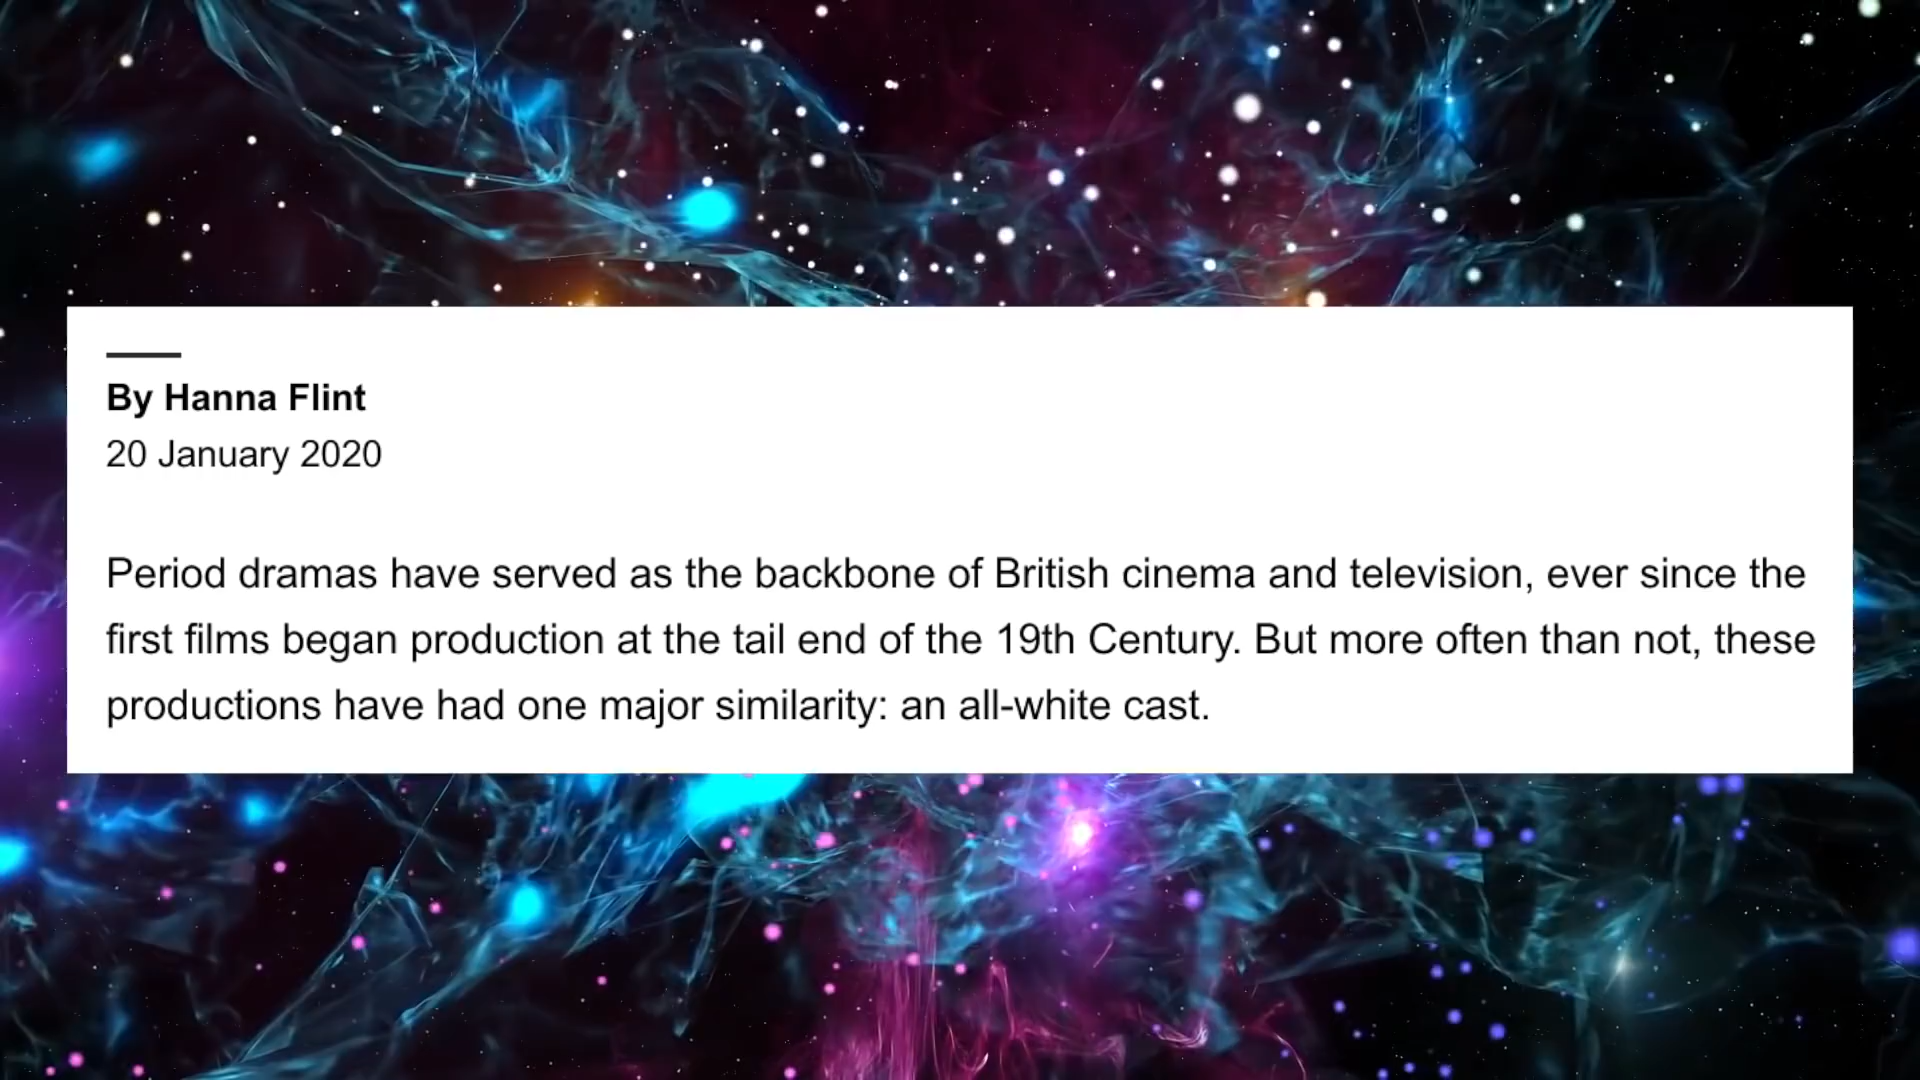 By Hanna Flint
20 January 2020
Period dramas have served as the backbone of British cinema and television, ever since the
first films began production at the tail end of the 19th Century. But more often than not, these
productions have had one major similarity: an all-white cast.